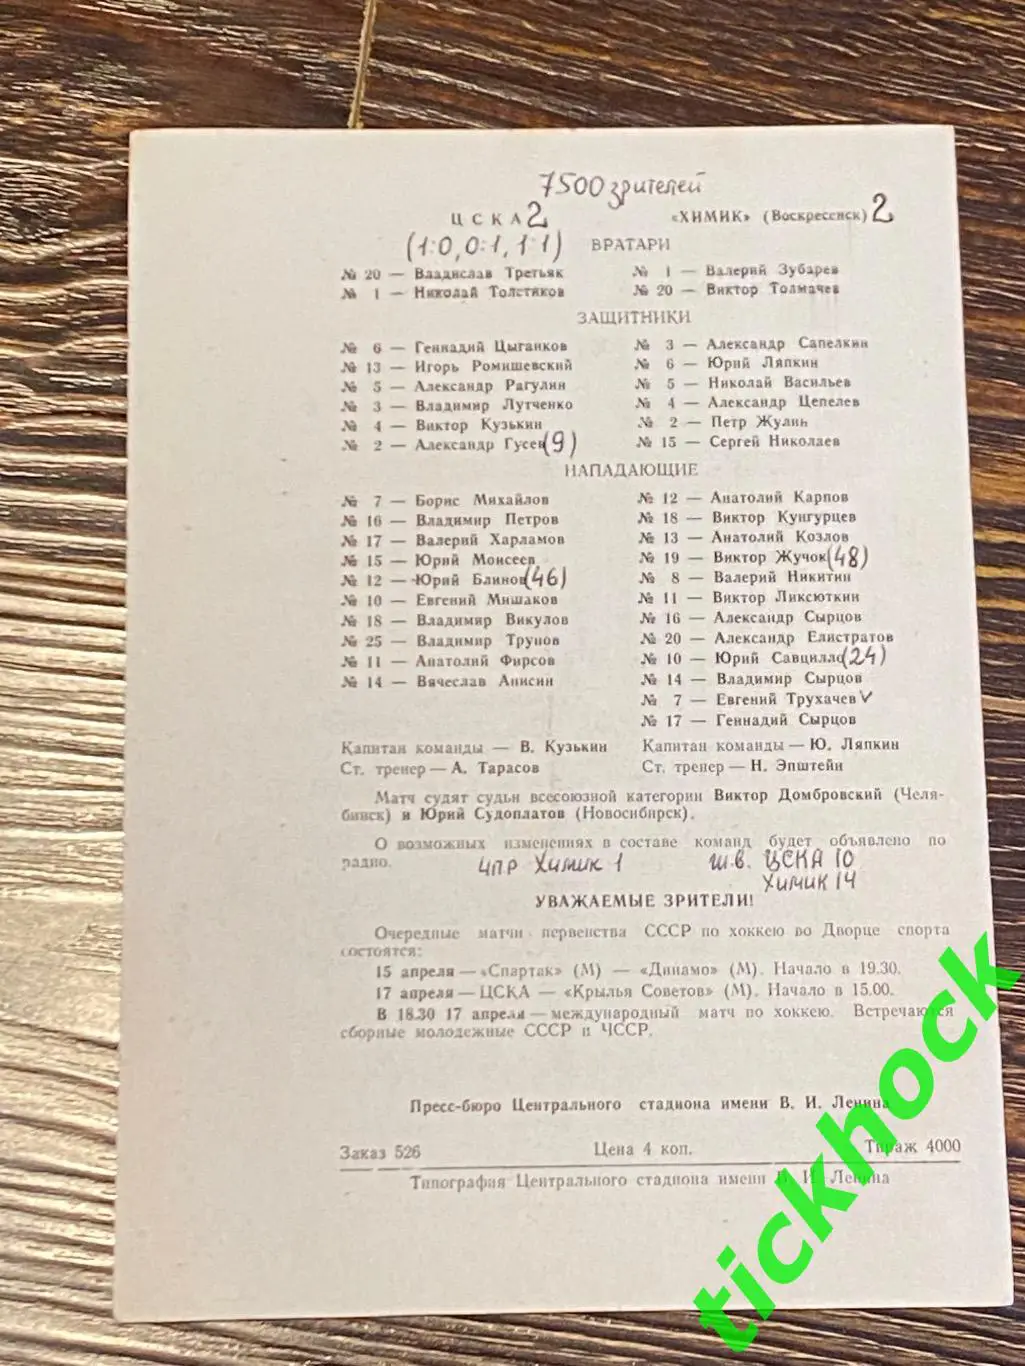 7500 зрителей
ЦСКА 2 «ХИМИК» (Воскресенск) 2
(1:0, 0:1, 1:1) ВРАТАРИ
№ 20 — Владислав Третьяк № 1 — Валерий Зубарев
№ 1 — Николай Толстиков № 20 — Виктор Толмачев
ЗАЩИТНИКИ
№ 6 — Геннадий Цыганков № 3 — Александр Сапелкин
№ 13 — Игорь Ромишевский № 6 — Юрий Ляпкин
№ 5 — Александр Рагулин № 5 — Николай Васильев
№ 3 — Владимир Лутченко № 4 — Александр Цепелев
№ 4 — Виктор Кузькин № 2 — Петр Жулин
№ 2 — Александр Гусев (9) № 15 — Сергей Николаев
НАПАДАЮЩИЕ
№ 7 — Борис Михайлов № 12 — Анатолий Карпов
№ 16 — Владимир Петров № 18 — Виктор Кунгурцев
№ 17 — Валерий Харламов № 13 — Анатолий Козлов
№ 15 — Юрий Моисеев № 19 — Виктор Жучок (48)
№ 12 — Юрий Блинов (46) № 8 — Валерий Никитин
№ 10 — Евгений Мишаков № 11 — Виктор Ликсюткин
№ 18 — Владимир Викулов № 16 — Александр Сырцов
№ 25 — Владимир Трунов № 20 — Александр Елистратов
№ 11 — Анатолий Фирсов № 10 — Юрий Савцилло (24)
№ 14 — Вячеслав Анисин № 14 — Владимир Сырцов
№ 7 — Евгений Трухачев V
№ 17 — Геннадий Сырцов
Капитан команды — В. Кузькин Капитан команды — Ю. Ляпкин
Ст. тренер — А. Тарасов Ст. тренер — Н. Эпштейн
Матч судят судьи всесоюзной категории Виктор Домбровский (Челя-
бинск) и Юрий Судоплатов (Новосибирск).
О возможных изменениях в составе команд будет объявлено по
радио. ЧПР Химик 1 ш.в. ЦСКА 10
Химик 14
УВАЖАЕМЫЕ ЗРИТЕЛИ!
Очередные матчи первенства СССР по хоккею во Дворце спорта
состоятся:
15 апреля — «Спартак» (М) — «Динамо» (М). Начало в 19.30.
17 апреля — ЦСКА — «Крылья Советов» (М). Начало в 15.00.
В 18.30 17 апреля — международный матч по хоккею. Встречаются
сборные молодежные СССР и ЧССР.
Пресс-бюро Центрального стадиона имени В. И. Ленина
Заказ 526 Цена 4 коп. Тираж 4000
Типография Центрального стадиона имени В. И. Ленина
tickhock